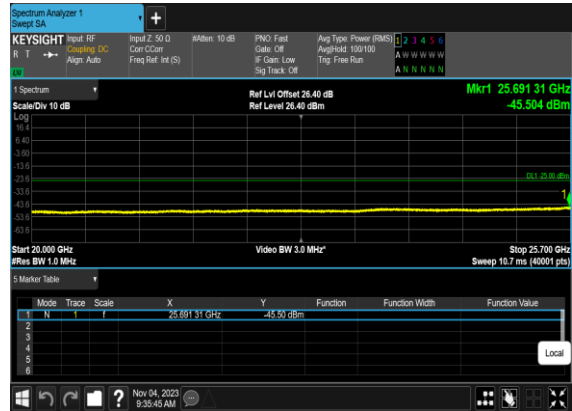 Spectrum Analyzer 1
Swept SA
+
KEYSIGHT Input: RF Input Z: 50 Ω #Atten: 10 dB PNO: Fast Avg Type: Power (RMS) 1 2 3 4 5 6
R T Coupling: DC Corr CCorr Gate: Off Avg|Hold: 100/100 A W W W W W
Align: Auto Freq Ref: Int (S) IF Gain: Low Trig: Free Run
Sig Track: Off A N N N N N
1 Spectrum Ref Lvl Offset 26.40 dB Mkr1 25.691 31 GHz
Scale/Div 10 dB Ref Level 26.40 dBm -45.504 dBm
Log
16.4
6.40
-3.60
-13.6
-23.6 DL1 -25.00 dBm
-33.6 1
-43.6
-53.6
-63.6
Start 20.000 GHz Video BW 3.0 MHz* Stop 25.700 GHz
#Res BW 1.0 MHz Sweep 10.7 ms (40001 pts)
5 Marker Table
Mode Trace Scale X Y Function Function Width Function Value
1 N 1 f 25.691 31 GHz -45.50 dBm
2
3
4
5
6
Local
? Nov 04, 2023
9:35:45 AM